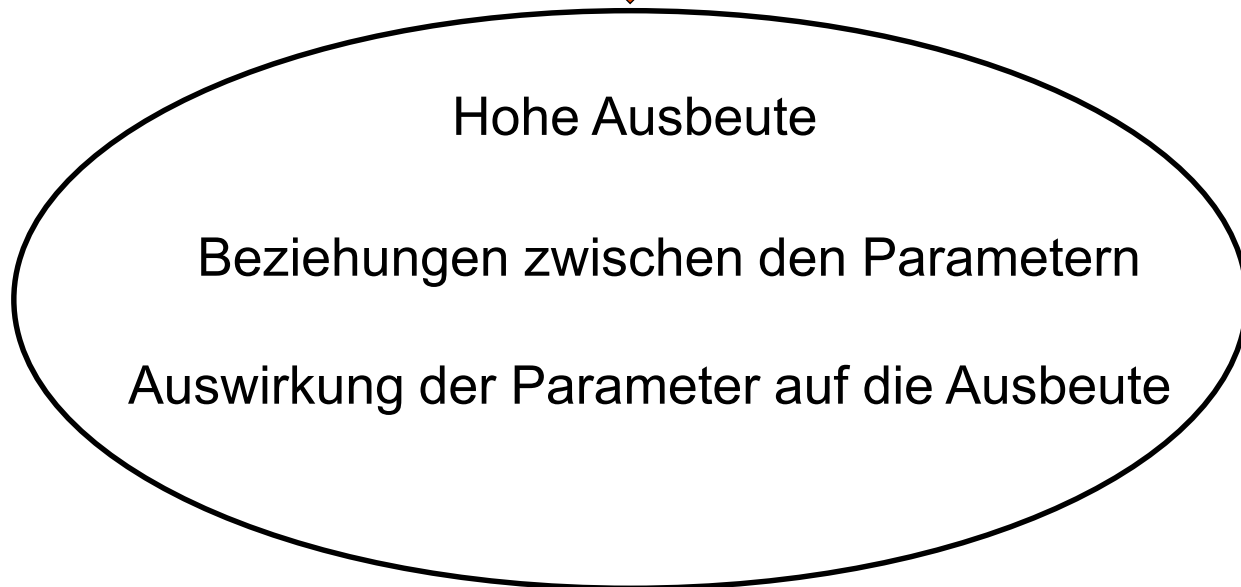 Hohe Ausbeute
Beziehungen zwischen den Parametern
Auswirkung der Parameter auf die Ausbeute